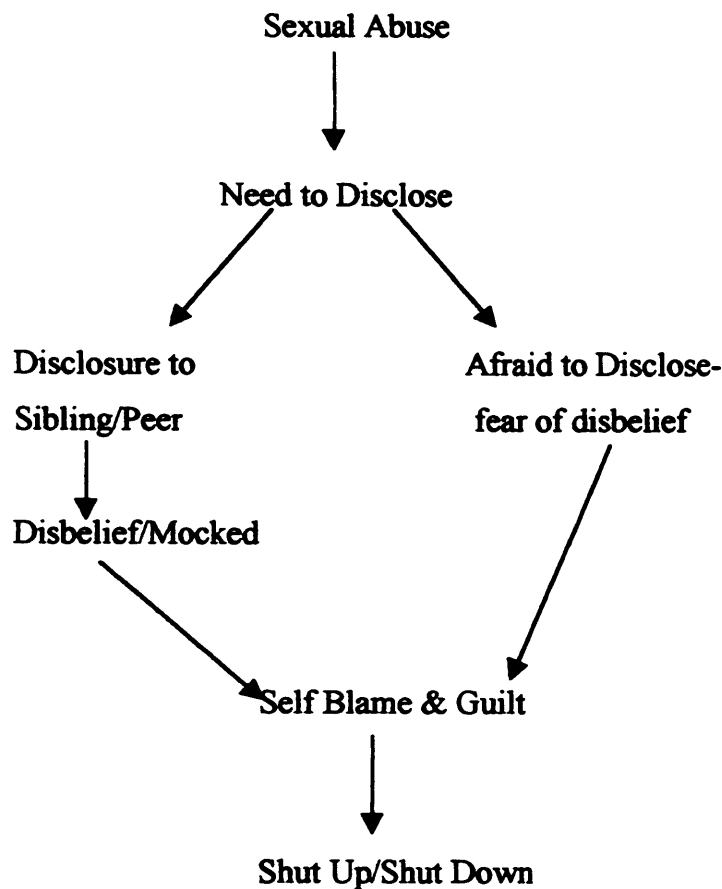 Sexual Abuse
Need to Disclose
Disclosure to
Sibling/Peer
Afraid to Disclose-
fear of disbelief
Disbelief/Mocked
Self Blame & Guilt
Shut Up/Shut Down